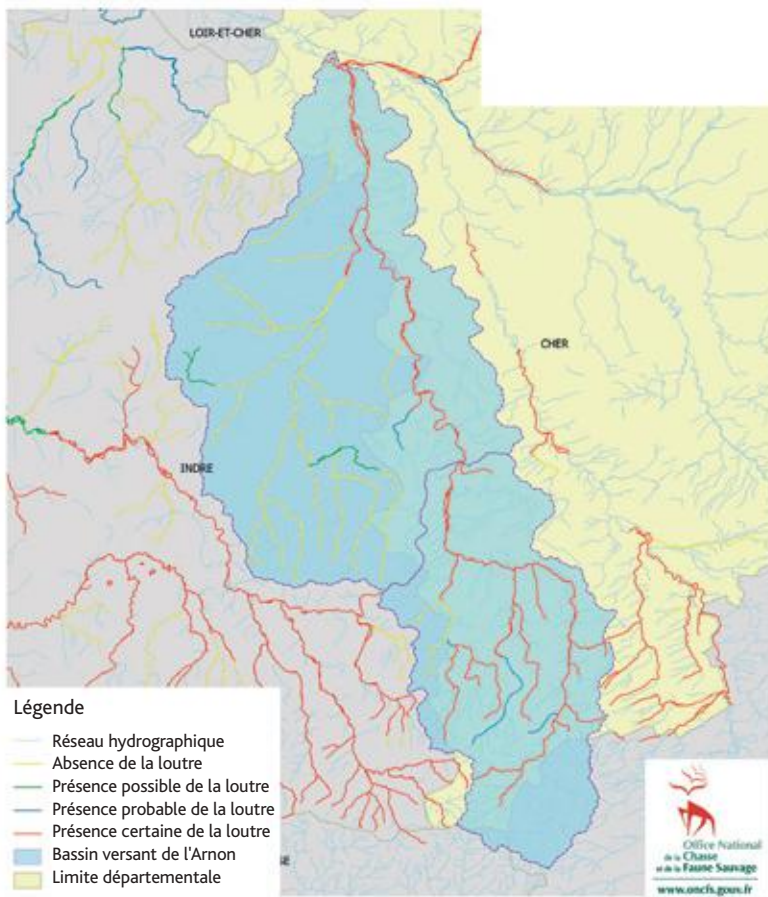 LOIR-ET-CHER
CHER
INDRE
Légende
Réseau hydrographique
Absence de la loutre
Présence possible de la loutre
Présence probable de la loutre
Présence certaine de la loutre
Bassin versant de l'Arnon
Limite départementale
Office National
de la Chasse
et de la Faune Sauvage
www.oncfs.gouv.fr